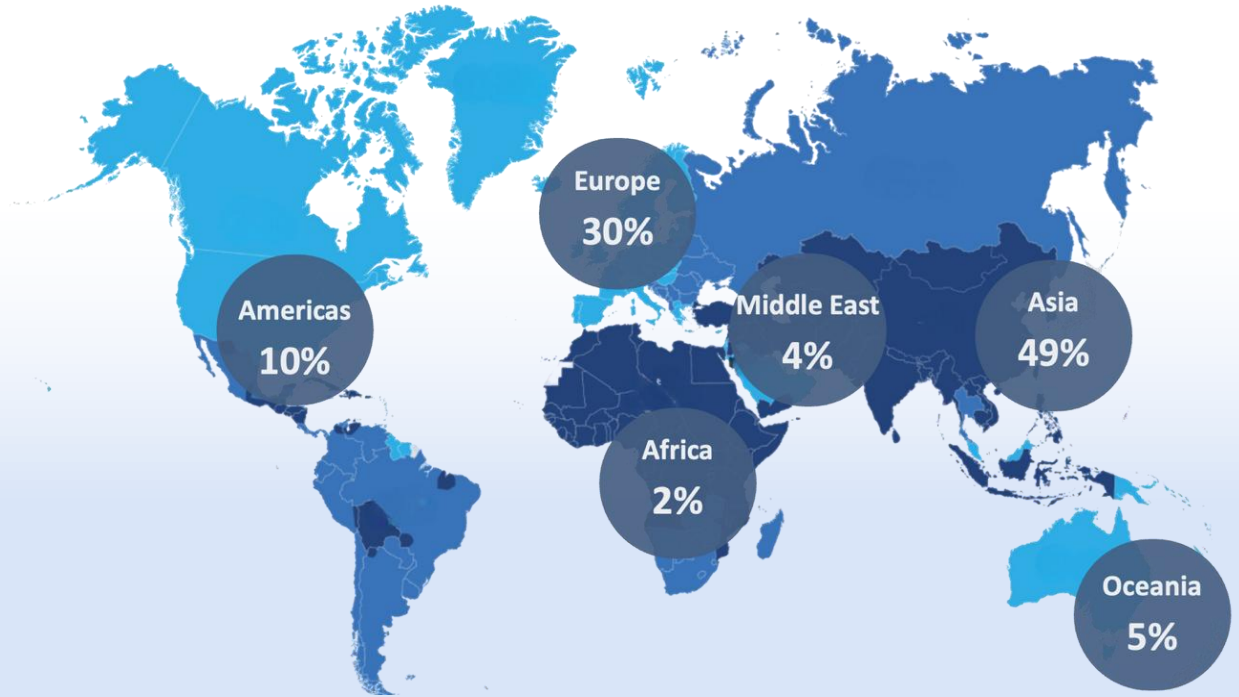 Europe
30%
Americas
10%
Middle East
4%
Asia
49%
Africa
2%
Oceania
5%